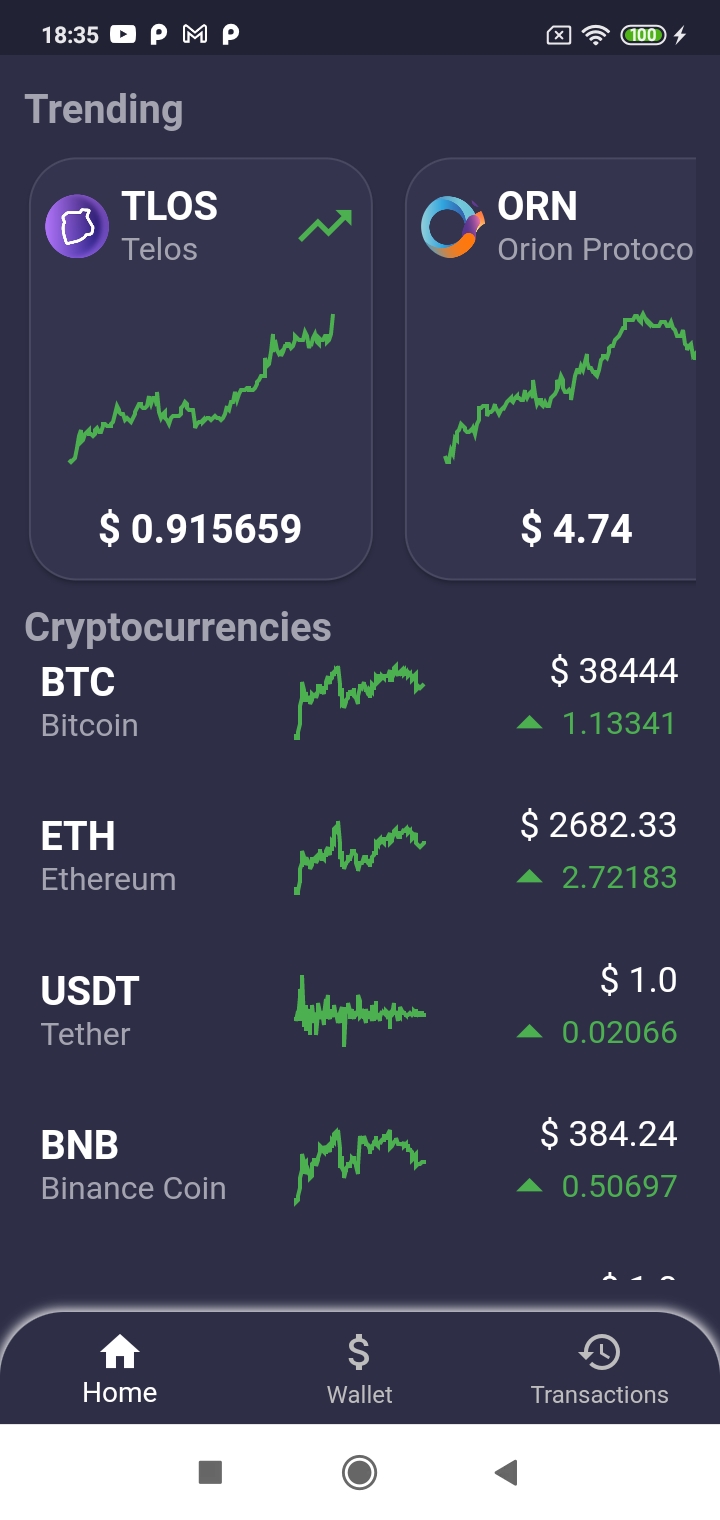 18:35
100
Trending
TLOS
Telos
$ 0.915659
ORN
Orion Protoco
$ 4.74
Cryptocurrencies
BTC
Bitcoin
$ 38444
1.13341
ETH
Ethereum
$ 2682.33
2.72183
USDT
Tether
$ 1.0
0.02066
BNB
Binance Coin
$ 384.24
0.50697
Home
$
Wallet
Transactions